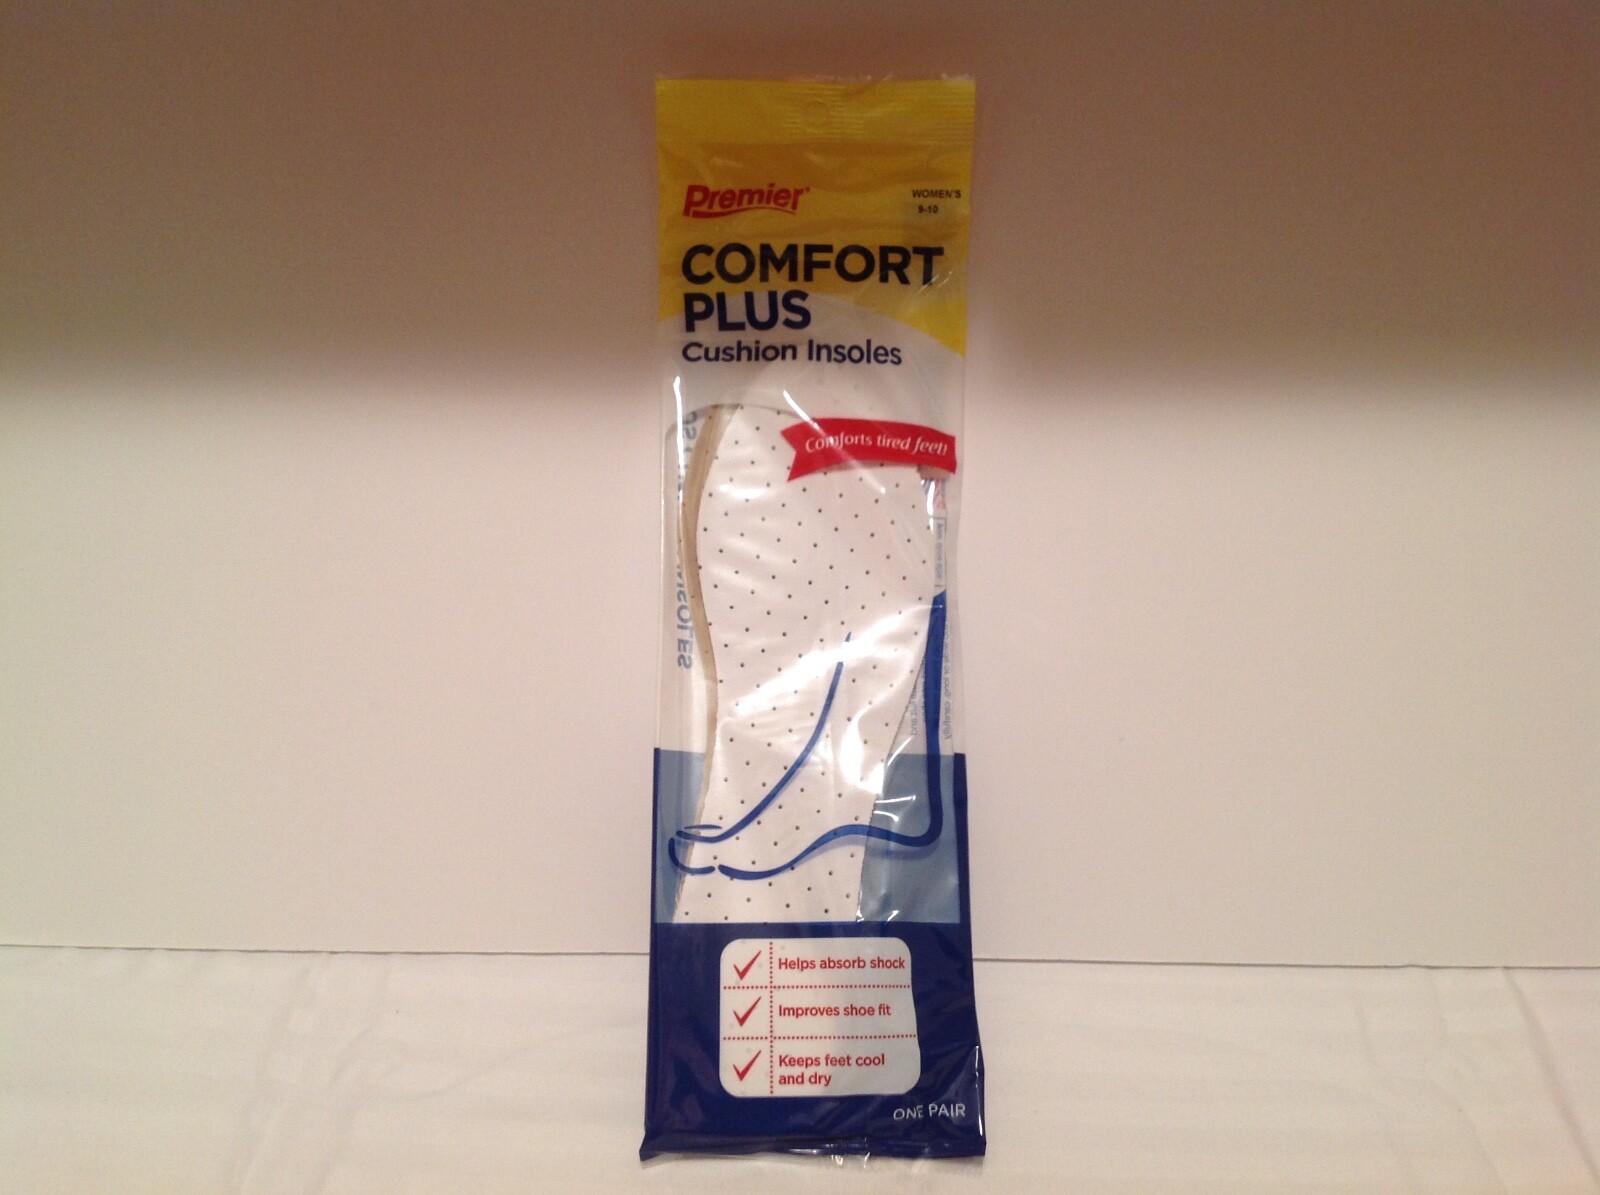 Premier
WOMEN'S
9-10
COMFORT
PLUS
Cushion Insoles
Comforts tired feet!
INSOLES
Helps absorb shock
Improves shoe fit
Keeps feet cool
and dry
ONE PAIR